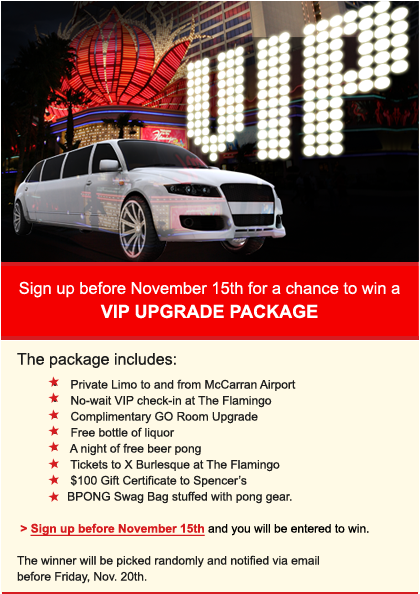 VIP
Flamingo
Sign up before November 15th for a chance to win a
VIP UPGRADE PACKAGE
The package includes:
Private Limo to and from McCarran Airport
No-wait VIP check-in at The Flamingo
Complimentary GO Room Upgrade
Free bottle of liquor
A night of free beer pong
Tickets to X Burlesque at The Flamingo
$100 Gift Certificate to Spencer's
BPONG Swag Bag stuffed with pong gear.
> Sign up before November 15th and you will be entered to win.
The winner will be picked randomly and notified via email
before Friday, Nov. 20th.